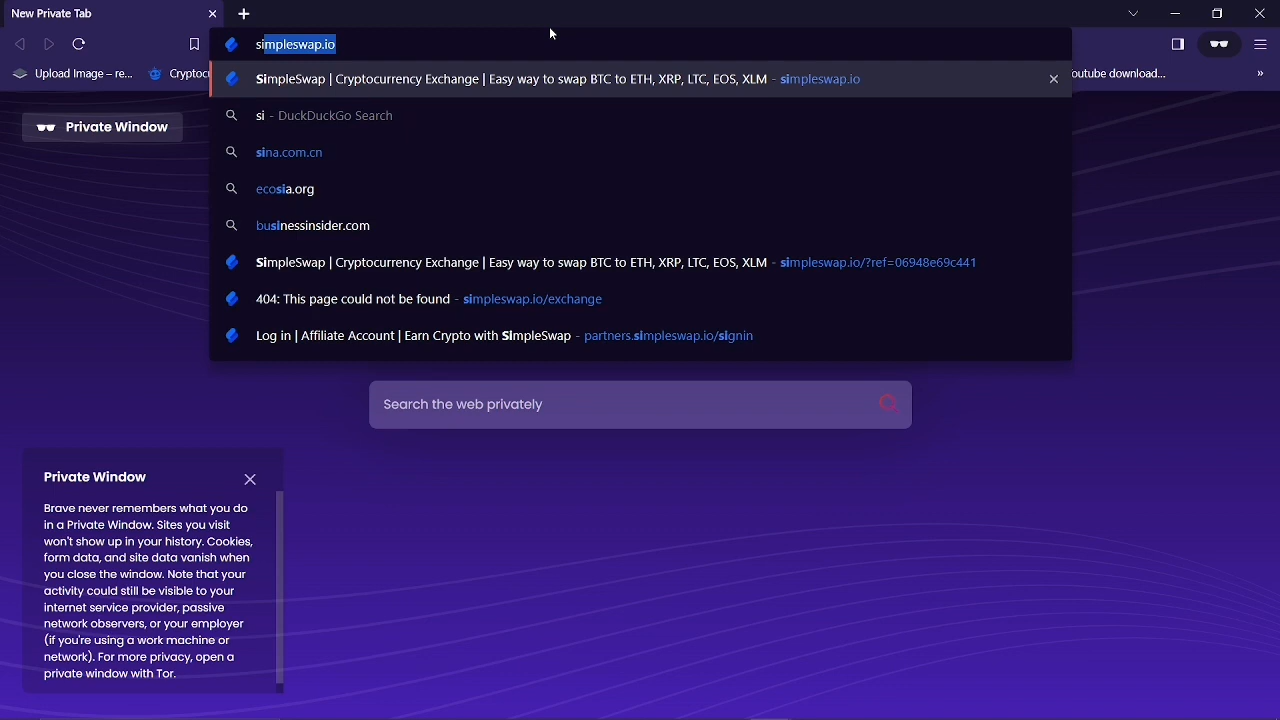 New Private Tab
simpleswap.io
Upload Image – re...
Cryptoc
outube download...
»
SimpleSwap | Cryptocurrency Exchange | Easy way to swap BTC to ETH, XRP, LTC, EOS, XLM - simpleswap.io
si - DuckDuckGo Search
sina.com.cn
ecosia.org
businessinsider.com
SimpleSwap | Cryptocurrency Exchange | Easy way to swap BTC to ETH, XRP, LTC, EOS, XLM - simpleswap.io/?ref=06948e69c441
404: This page could not be found - simpleswap.io/exchange
Log in | Affiliate Account | Earn Crypto with SimpleSwap - partners.simpleswap.io/signin
Private Window
Search the web privately
Private Window
Brave never remembers what you do
in a Private Window. Sites you visit
won't show up in your history. Cookies,
form data, and site data vanish when
you close the window. Note that your
activity could still be visible to your
internet service provider, passive
network observers, or your employer
(if you're using a work machine or
network). For more privacy, open a
private window with Tor.